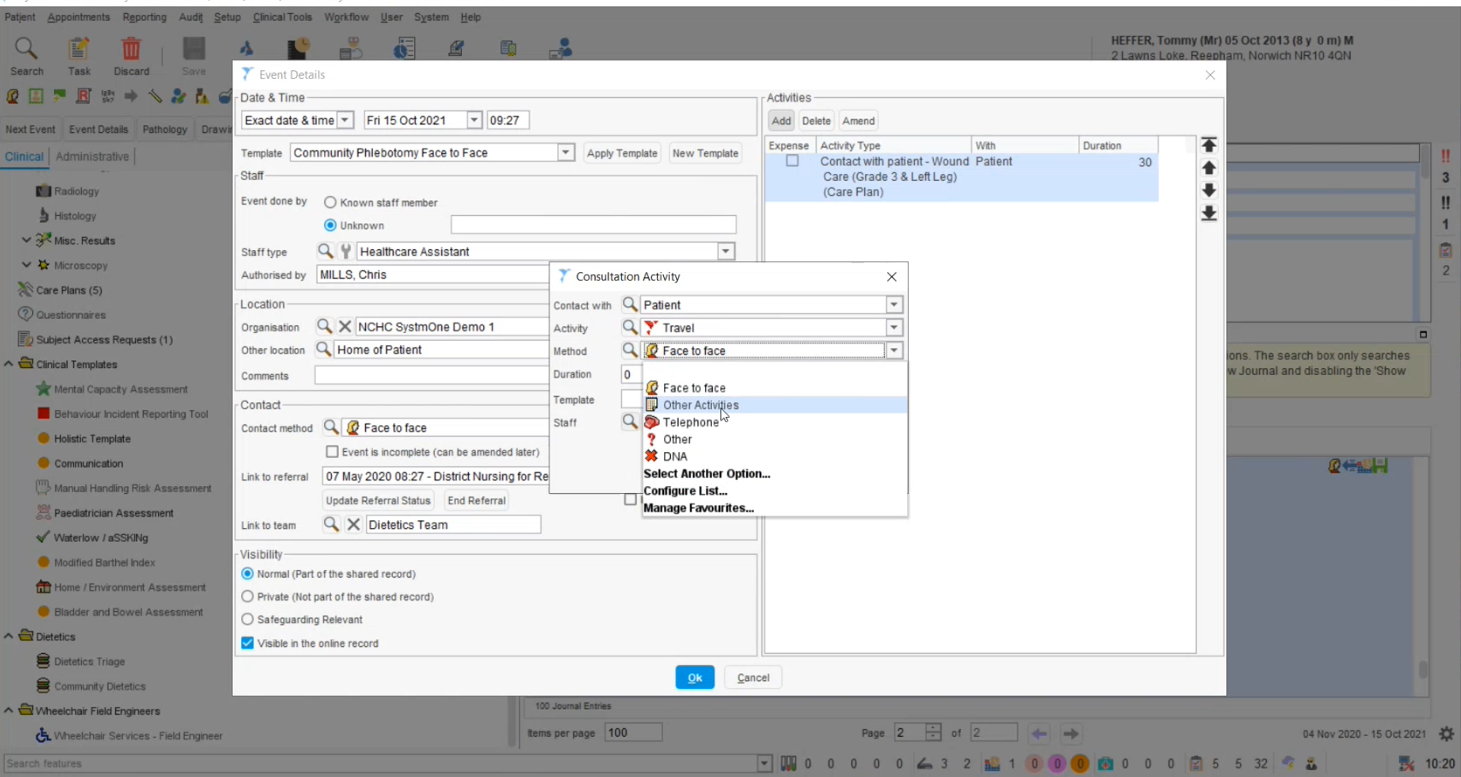 Patient Appointments Reporting Audit Setup Clinical Tools Workflow User System Help
Search Task Discard Save
HEFFER, Tommy (Mr) 05 Oct 2013 (8 y 0 m) M
2 Lawns Loke, Reepham, Norwich NR10 4QN
Next Event Event Details Pathology Drawi
Clinical Administrative
Radiology
Histology
Misc. Results
Microscopy
Care Plans (5)
Questionnaires
Subject Access Requests (1)
Clinical Templates
Mental Capacity Assessment
Behaviour Incident Reporting Tool
Holistic Template
Communication
Manual Handling Risk Assessment
Paediatrician Assessment
Waterlow / aSSKINg
Modified Barthel Index
Home / Environment Assessment
Bladder and Bowel Assessment
Dietetics
Dietetics Triage
Community Dietetics
Wheelchair Field Engineers
Wheelchair Services - Field Engineer
Search features
Event Details
Date & Time
Exact date & time Fri 15 Oct 2021 09:27
Template Community Phlebotomy Face to Face Apply Template New Template
Staff
Event done by Known staff member
Unknown
Staff type Healthcare Assistant
Authorised by MILLS, Chris
Location
Organisation NCHC SystmOne Demo 1
Other location Home of Patient
Comments
Contact
Contact method Face to face
Event is incomplete (can be amended later)
Link to referral 07 May 2020 08:27 - District Nursing for Re
Update Referral Status End Referral
Link to team Dietetics Team
Visibility
Normal (Part of the shared record)
Private (Not part of the shared record)
Safeguarding Relevant
Visible in the online record
Ok Cancel
Activities
Add Delete Amend
Expense Activity Type With Duration
Contact with patient - Wound Patient 30
Care (Grade 3 & Left Leg)
(Care Plan)
Consultation Activity
Contact with Patient
Activity Travel
Method Face to face
Duration 0
Template
Staff
Face to face
Other Activities
Telephone
Other
DNA
Select Another Option...
Configure List...
Manage Favourites...
!!
3
!!
1
2
ions. The search box only searches
w Journal and disabling the 'Show
100 Journal Entries
Items per page 100 Page 2 of 2 04 Nov 2020 - 15 Oct 2021
0 0 0 0 0 3 2 1 0 0 0 0 0 0 5 5 32 10:20